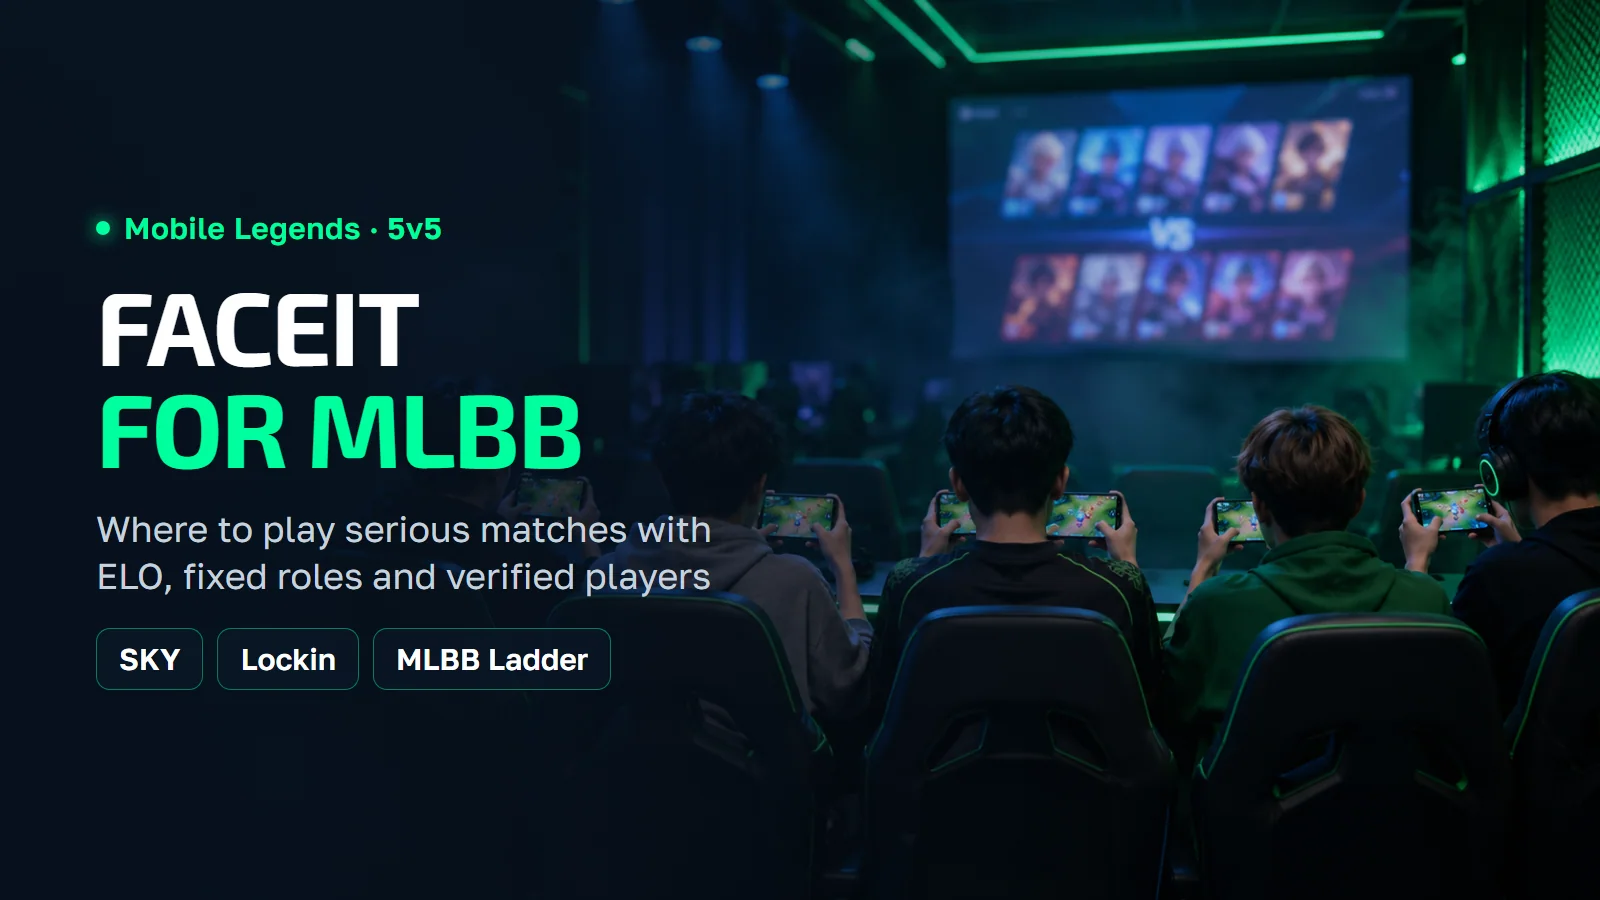 Mobile Legends · 5v5
FACEIT
FOR MLBB
Where to play serious matches with
ELO, fixed roles and verified players
SKY
Lockin
MLBB Ladder
VS